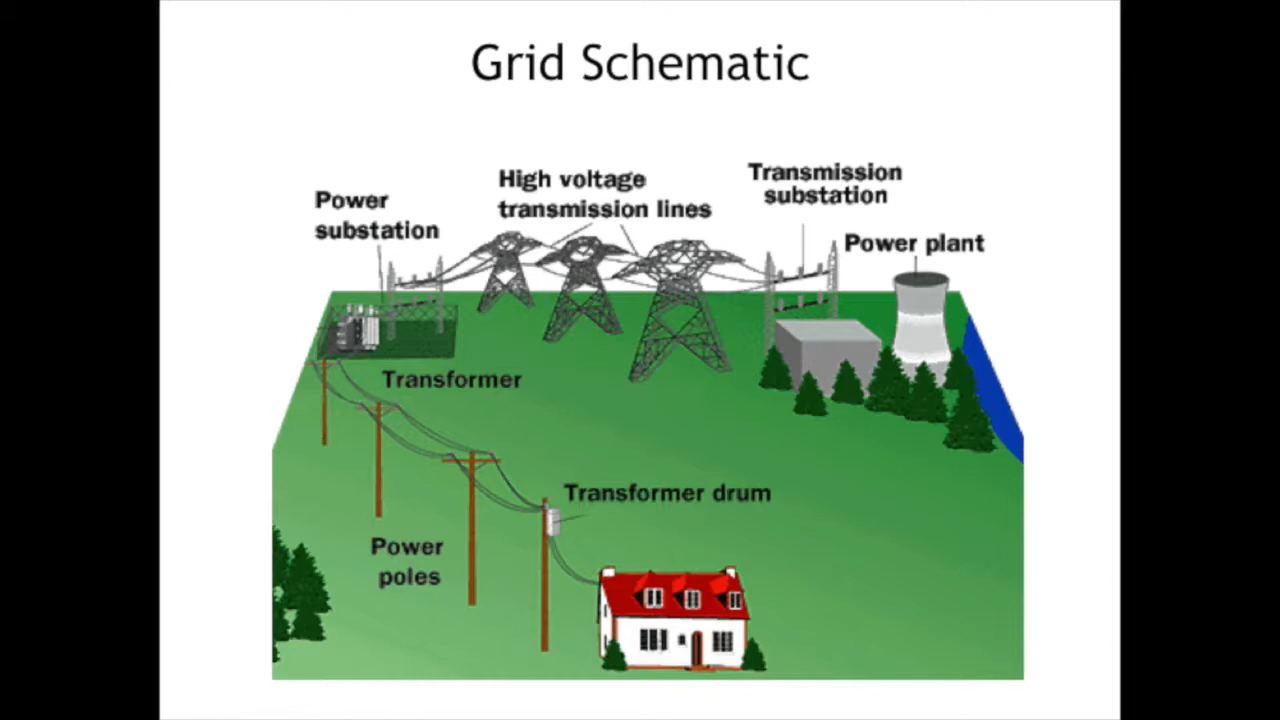 Grid Schematic
High voltage
transmission lines
Transmission
substation
Power
substation
Power plant
Transformer
Transformer drum
Power
poles